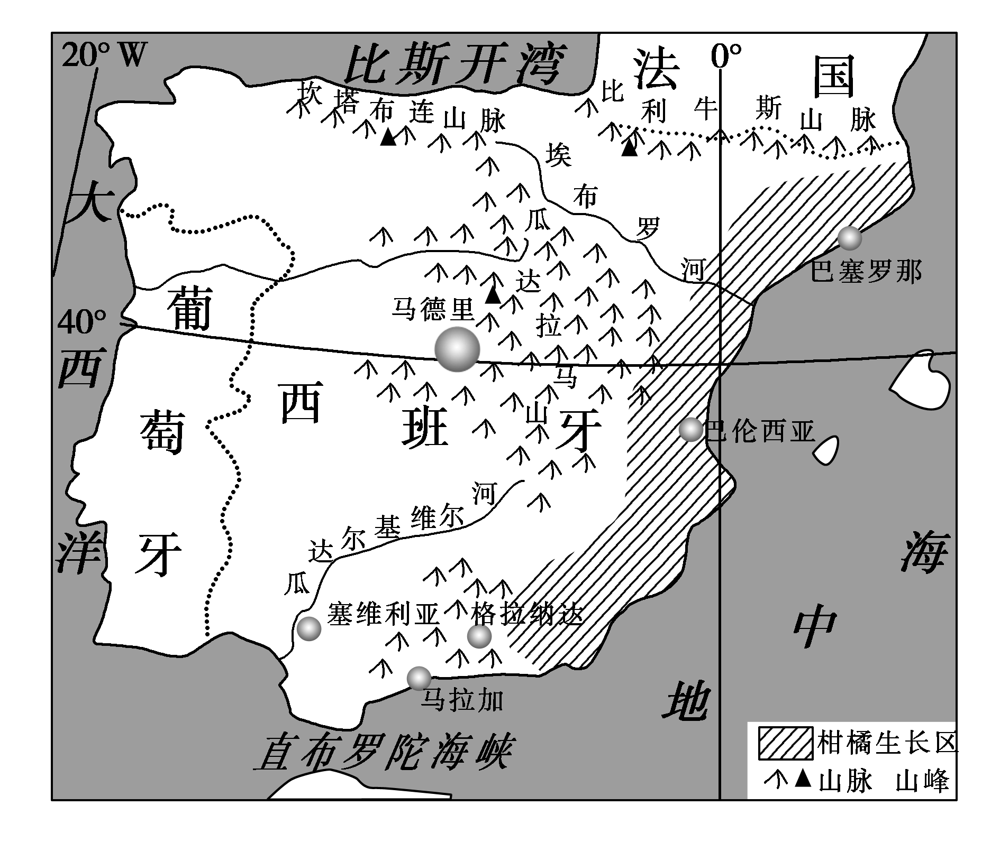 20° W
比斯开湾
法国
0°
坎塔布连山脉
比利牛斯山脉
埃布罗河
大西洋
瓜达拉马山
巴塞罗那
马德里
40°
葡萄牙
西班牙
巴伦西亚
瓜达尔基维尔河
塞维利亚
格拉纳达
马拉加
地中海
直布罗陀海峡
柑橘生长区
山脉 山峰